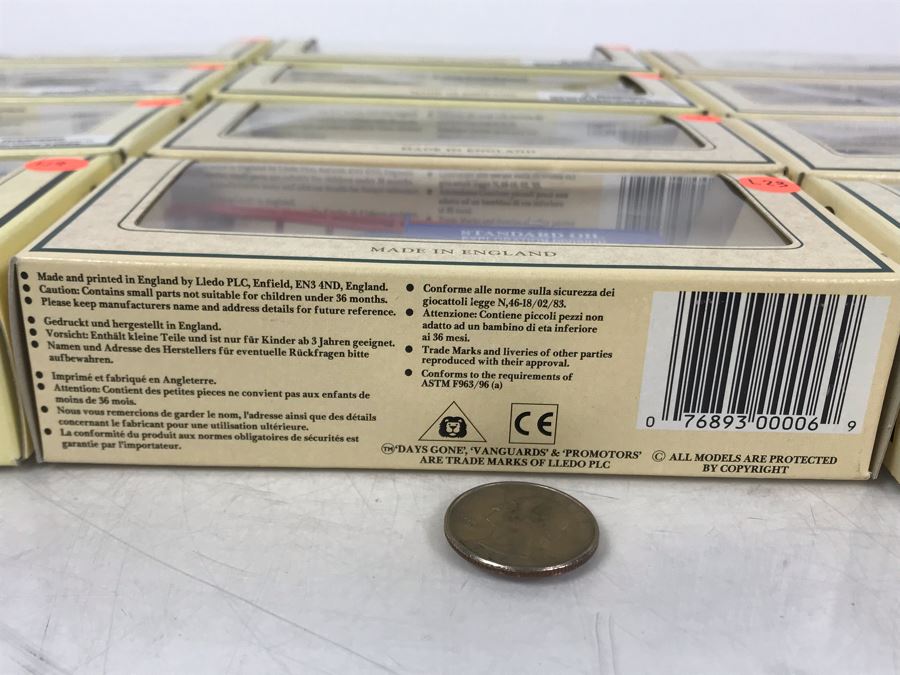 L23
STANDARD OIL
MADE IN ENGLAND
MADE IN ENGLAND
• Made and printed in England by Lledo PLC, Enfield, EN3 4ND, England.
• Caution: Contains small parts not suitable for children under 36 months.
• Please keep manufacturers name and address details for future reference.
• Gedruckt und hergestellt in England.
• Vorsicht: Enthält kleine Teile und ist nur für Kinder ab 3 Jahren geeignet.
• Namen und Adresse des Herstellers für eventuelle Rückfragen bitte
aufbewahren.
• Imprimé et fabriqué en Angleterre.
• Attention: Contient des petites pieces ne convient pas aux enfants de
moins de 36 mois.
• Nous vous remercions de garder le nom, l'adresse ainsi que des détails
concernant le fabricant pour une utilisation ultérieure.
• La conformité du produit aux normes obligatoires de sécurités est
garantie par l'importateur.
• Conforme alle norme sulla sicurezza dei
giocattoli legge N,46-18/02/83.
• Attenzione: Contiene piccoli pezzi non
adatto ad un bambino di eta inferiore
ai 36 mesi.
• Trade Marks and liveries of other parties
reproduced with their approval.
• Conforms to the requirements of
ASTM F963/96 (a)
CE
TM 'DAYS GONE', 'VANGUARDS' & 'PROMOTORS'
ARE TRADE MARKS OF LLEDO PLC
0 76893 00006 9
© ALL MODELS ARE PROTECTED
BY COPYRIGHT